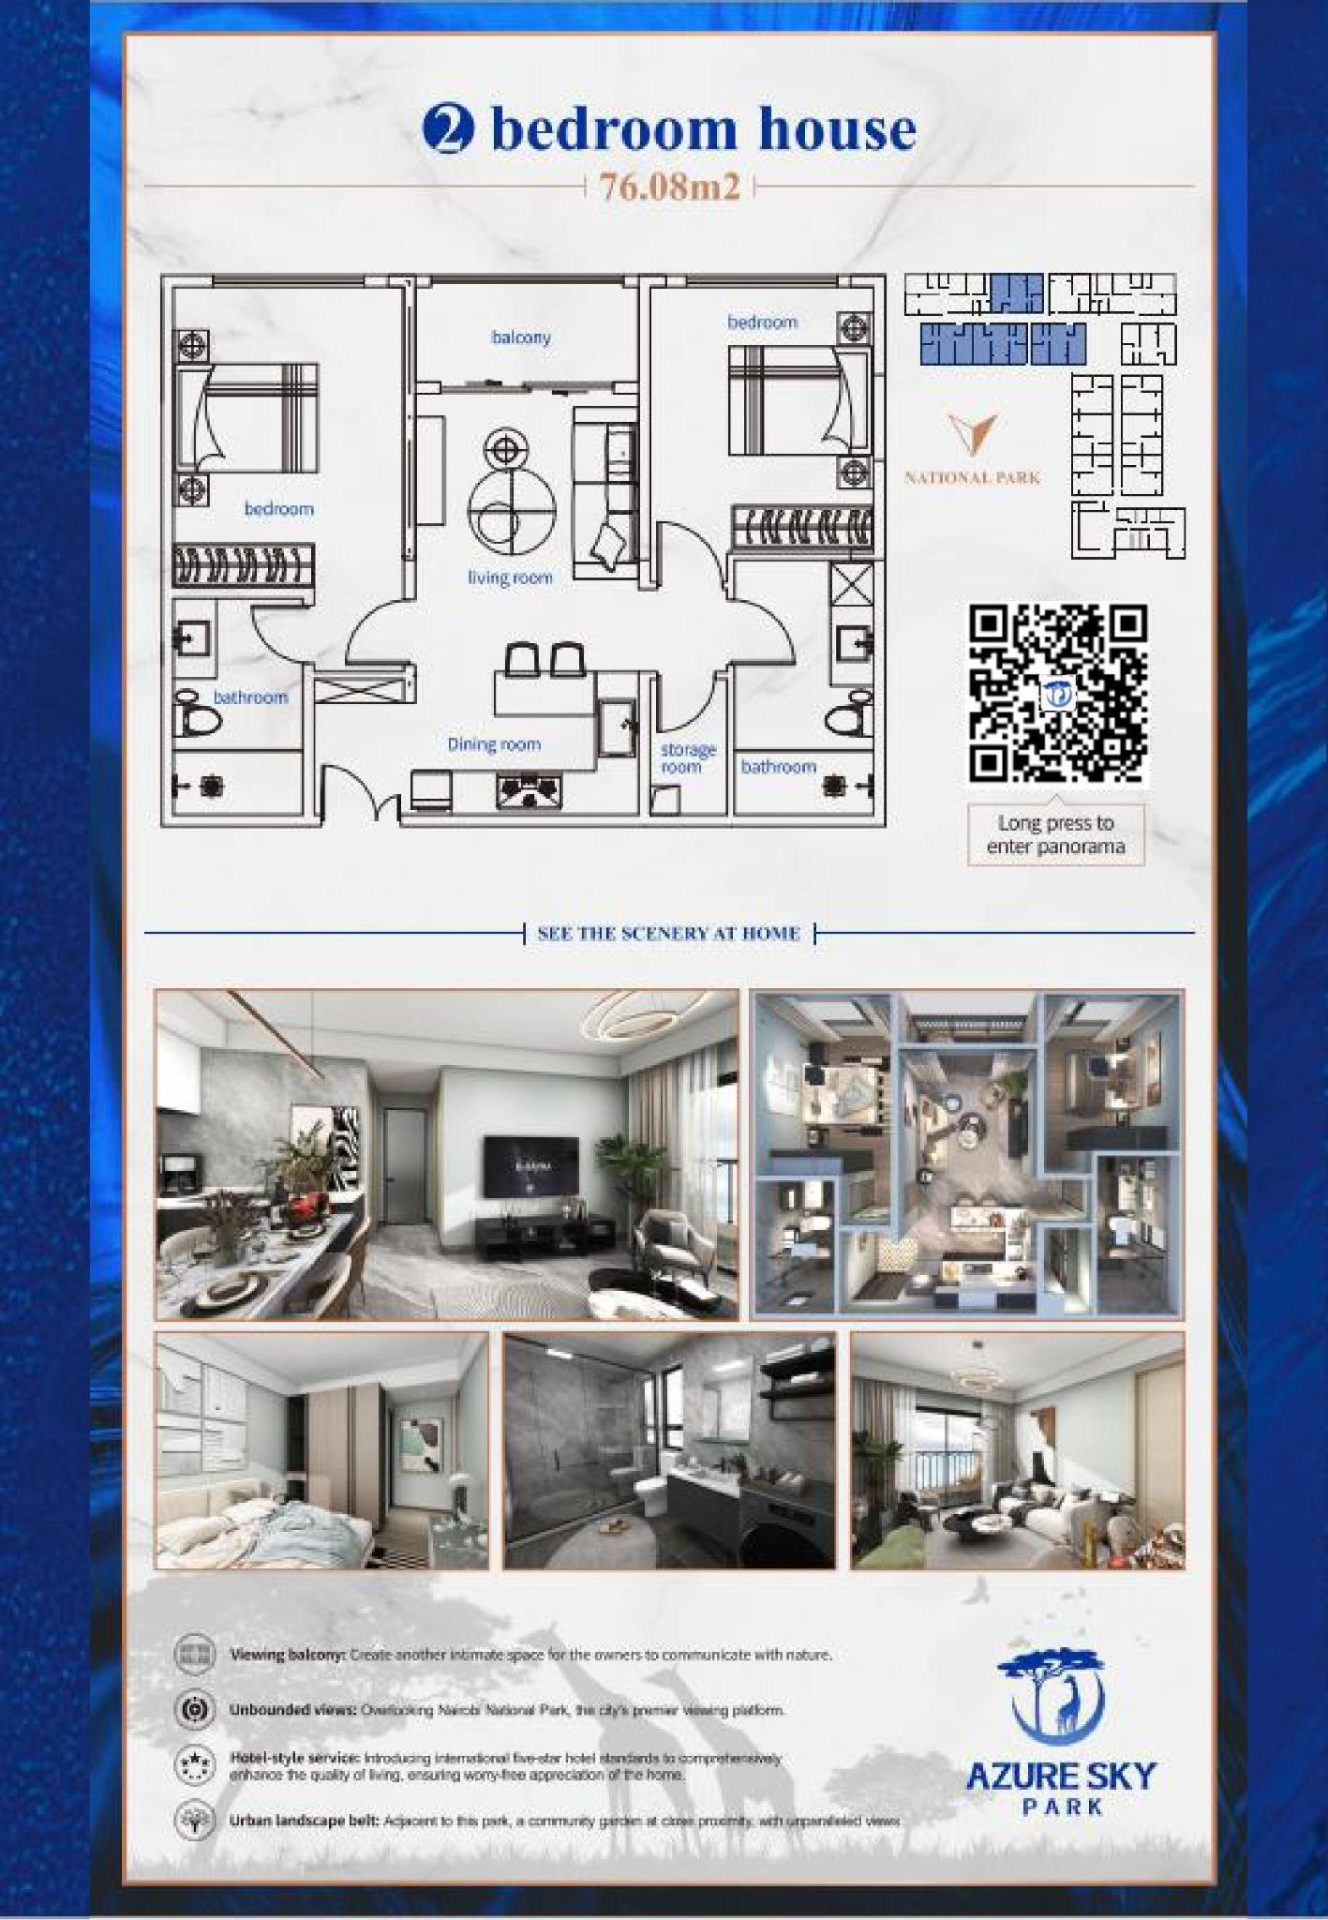 2 bedroom house
76.08m2
balcony
bedroom
bedroom
living room
bathroom
Dining room
storage
room
bathroom
NATIONAL PARK
Long press to
enter panorama
SEE THE SCENERY AT HOME
Viewing balcony: Create another intimate space for the owners to communicate with nature.
Unbounded views: Overlooking Nairobi National Park, the city's premier viewing platform.
Hotel-style service: Introducing international five-star hotel standards to comprehensively
enhance the quality of living, ensuring worry-free appreciation of the home.
Urban landscape belt: Adjacent to this park, a community garden at close proximity, with unparalleled views
AZURE SKY
PARK